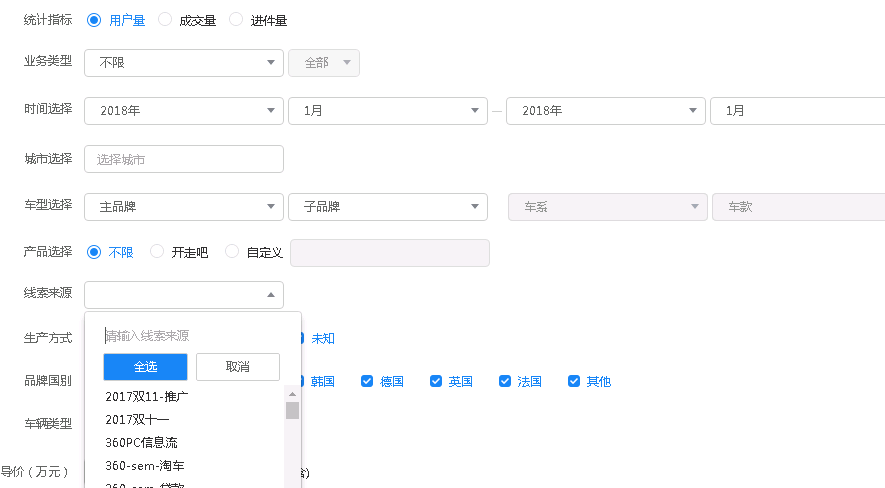 统计指标 用户量 成交量 进件量
业务类型 不限 全部
时间选择 2018年 1月 — 2018年 1月
城市选择 选择城市
车型选择 主品牌 子品牌 车系 车款
产品选择 不限 开走吧 自定义
线索来源
请输入线索来源
生产方式 未知
全选 取消
品牌国别 韩国 德国 英国 法国 其他
2017双11-推广
2017双十一
车辆类型
360PC信息流
360-sem-淘车
导价(万元)
360-sem-贷款